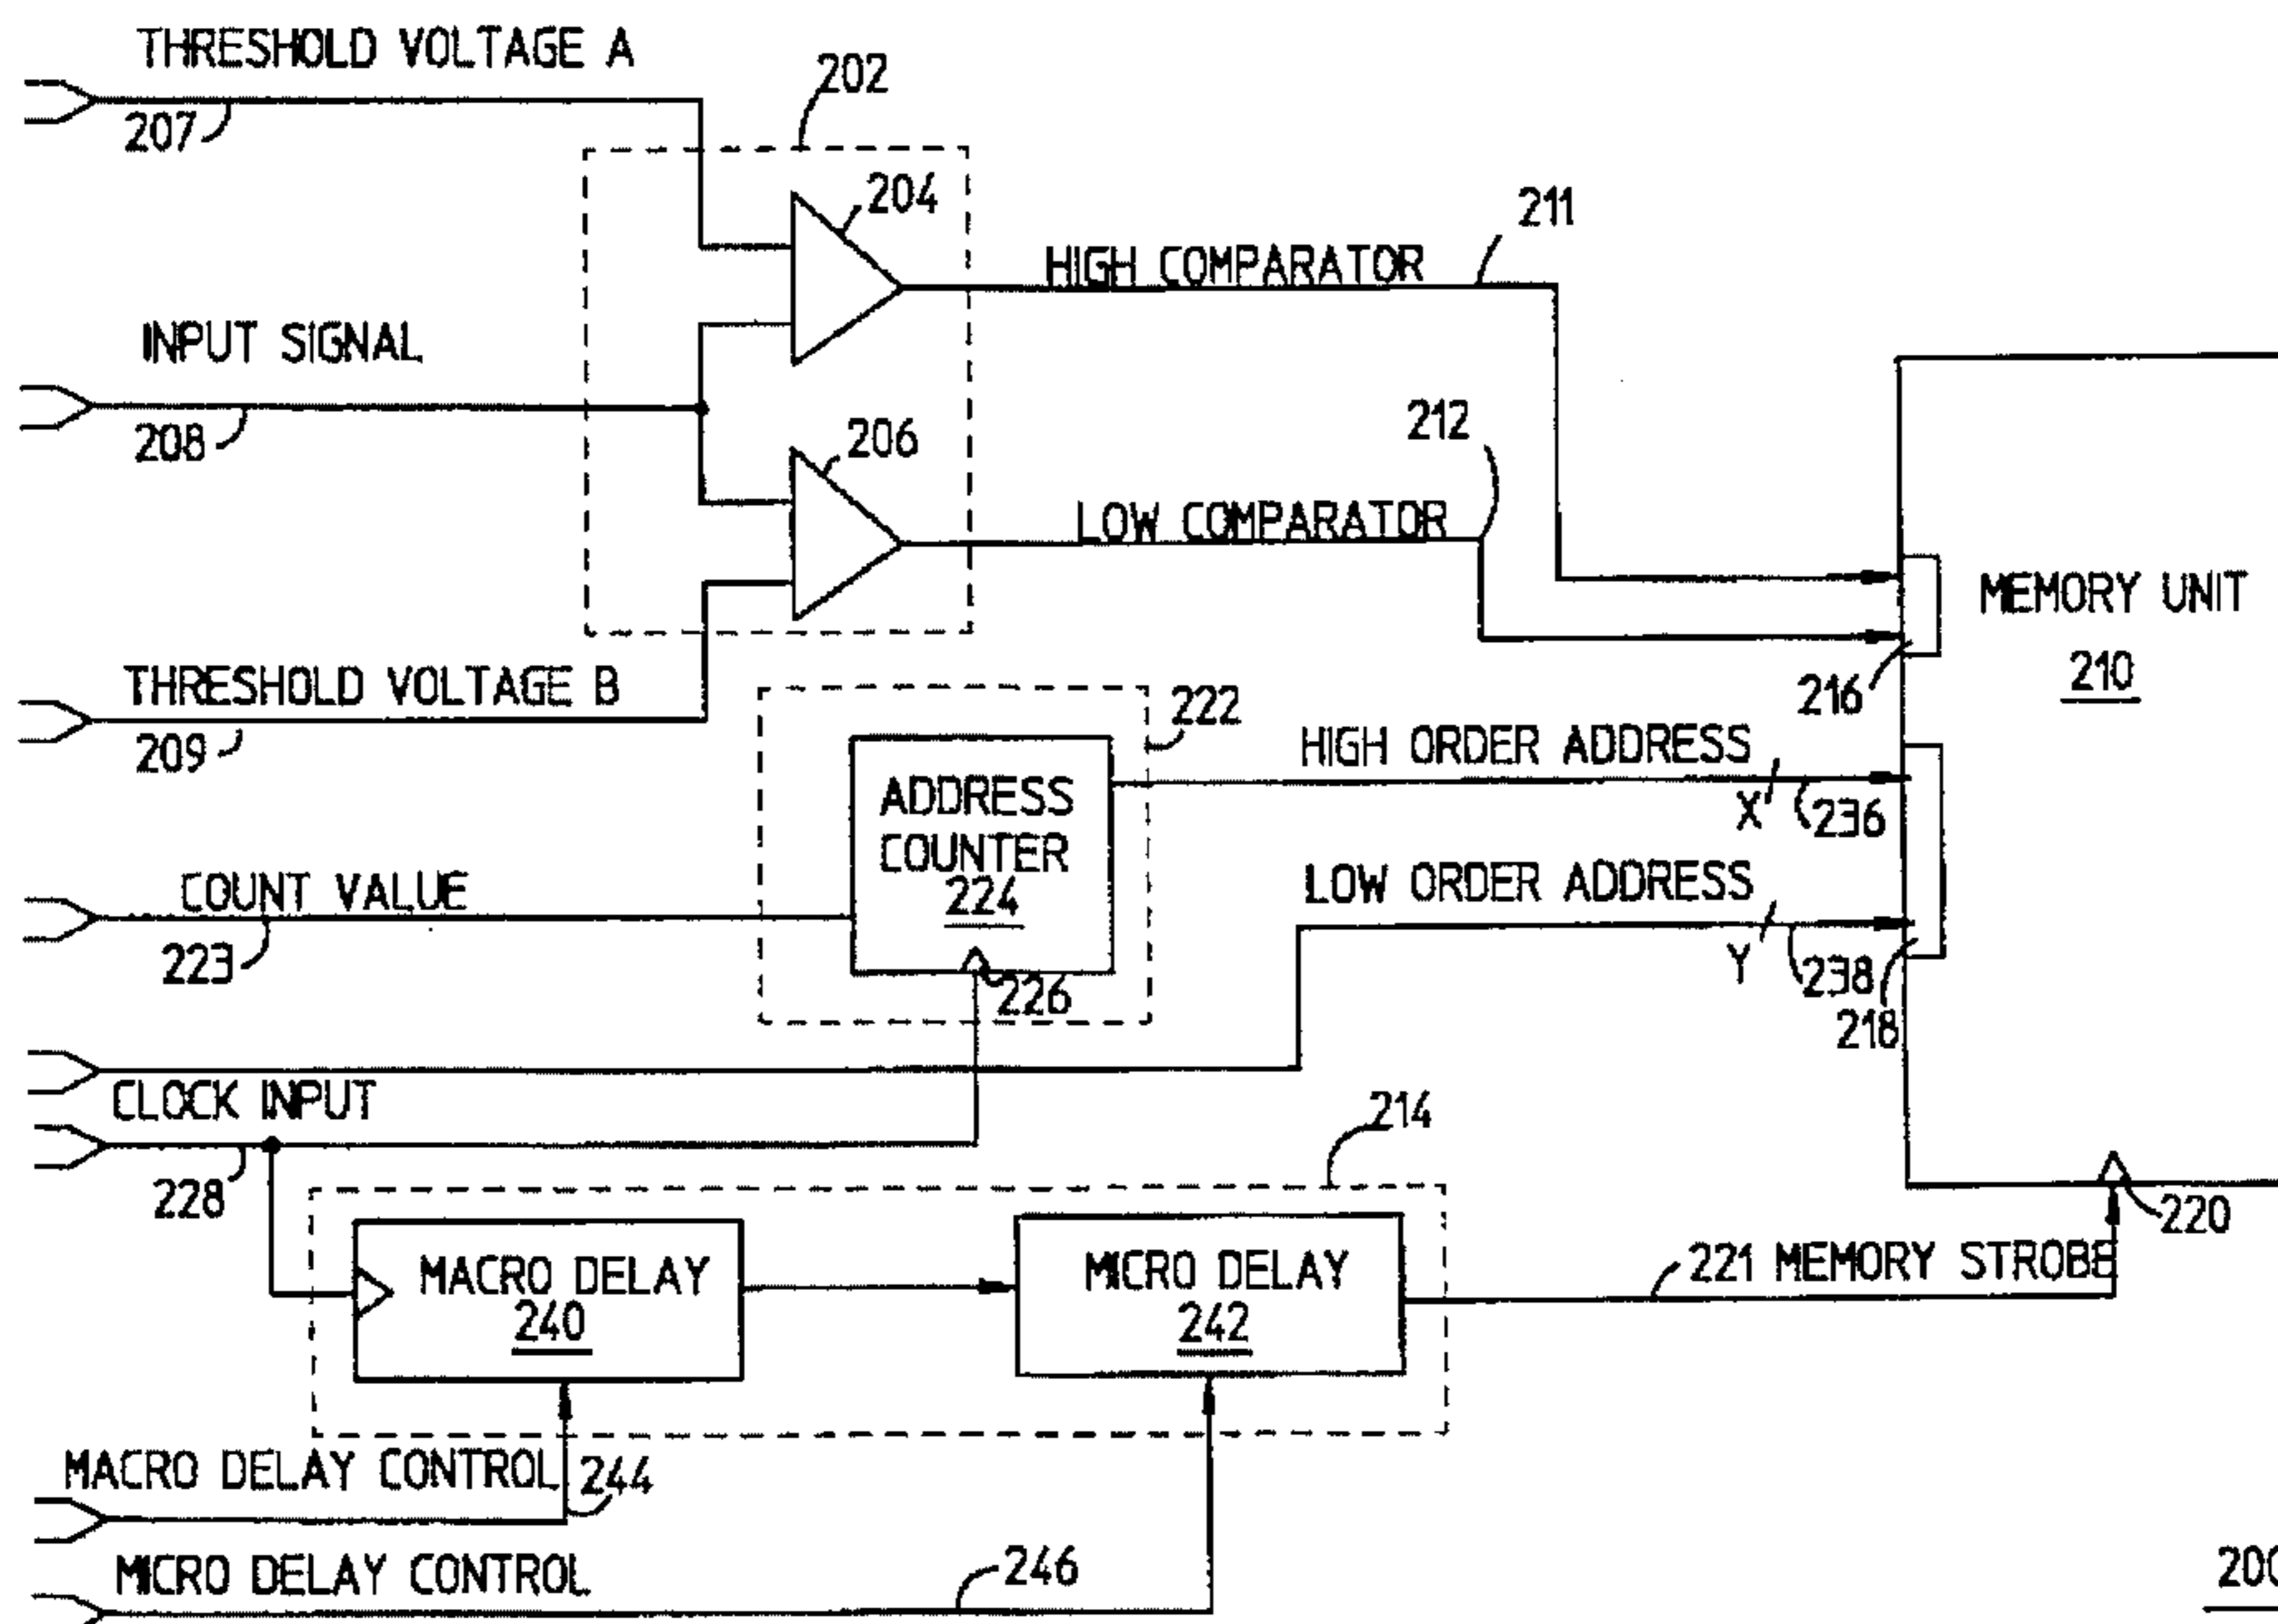 THRESHOLD VOLTAGE A
207
202
204
211
HIGH COMPARATOR
INPUT SIGNAL
208
206
212
LOW COMPARATOR
MEMORY UNIT
210
216
THRESHOLD VOLTAGE B
209
222
HIGH ORDER ADDRESS
X
236
ADDRESS
COUNTER
224
226
COUNT VALUE
223
LOW ORDER ADDRESS
Y
238
218
CLOCK INPUT
228
214
220
MACRO DELAY
240
MICRO DELAY
242
221 MEMORY STROBE
MACRO DELAY CONTROL
244
MICRO DELAY CONTROL
246
200